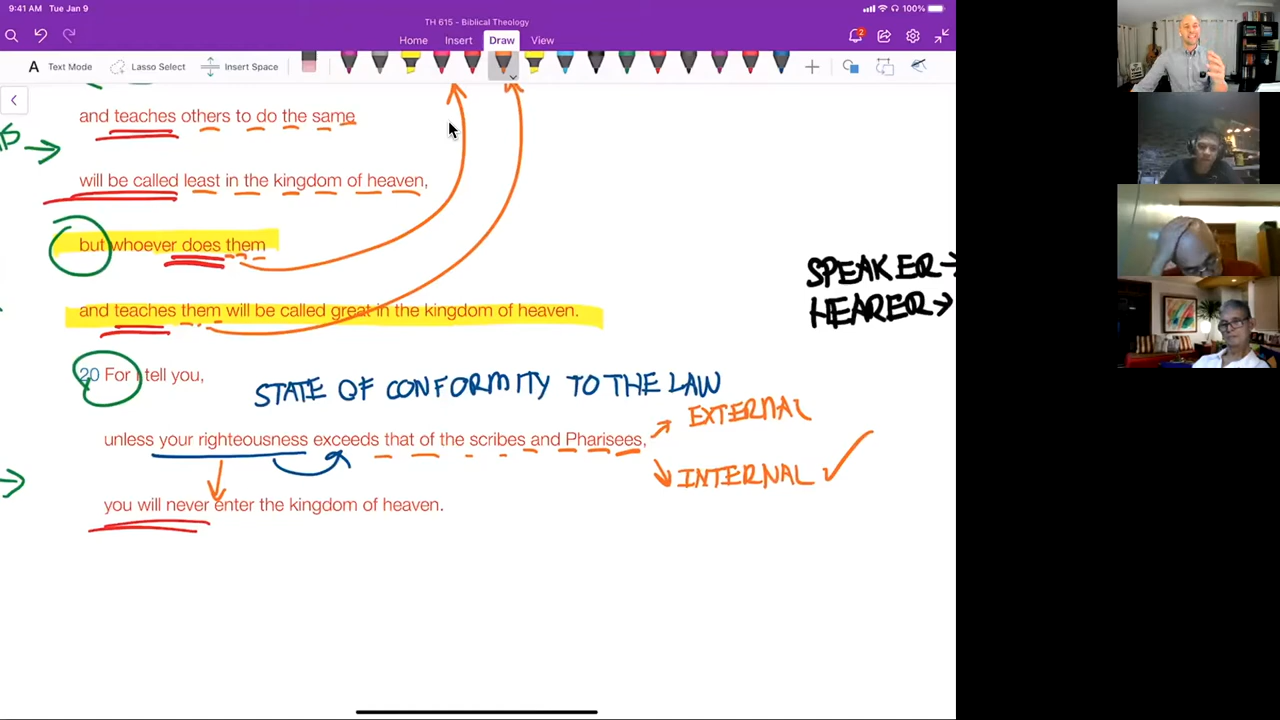 9:41 AM Tue Jan 9
100%
TH 615 - Biblical Theology
Home Insert Draw View
2
A Text Mode Lasso Select Insert Space
and teaches others to do the same
will be called least in the kingdom of heaven,
but whoever does them
SPEAKER →
HEARER →
and teaches them will be called great in the kingdom of heaven.
20 For I tell you,
STATE OF CONFORMITY TO THE LAW
EXTERNAL
unless your righteousness exceeds that of the scribes and Pharisees,
INTERNAL ✓
you will never enter the kingdom of heaven.